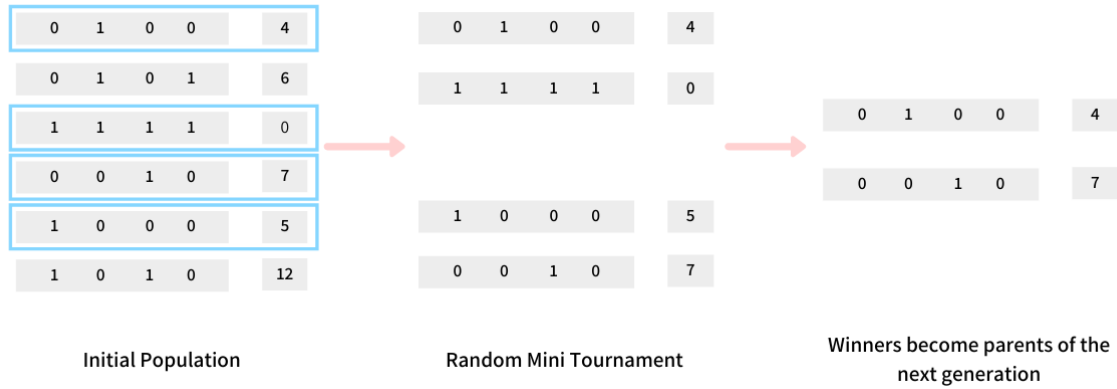 0 1 0 0 4
0 1 0 1 6
1 1 1 1 0
0 0 1 0 7
1 0 0 0 5
1 0 1 0 12
Initial Population
0 1 0 0 4
1 1 1 1 0
1 0 0 0 5
0 0 1 0 7
Random Mini Tournament
0 1 0 0 4
0 0 1 0 7
Winners become parents of the
next generation